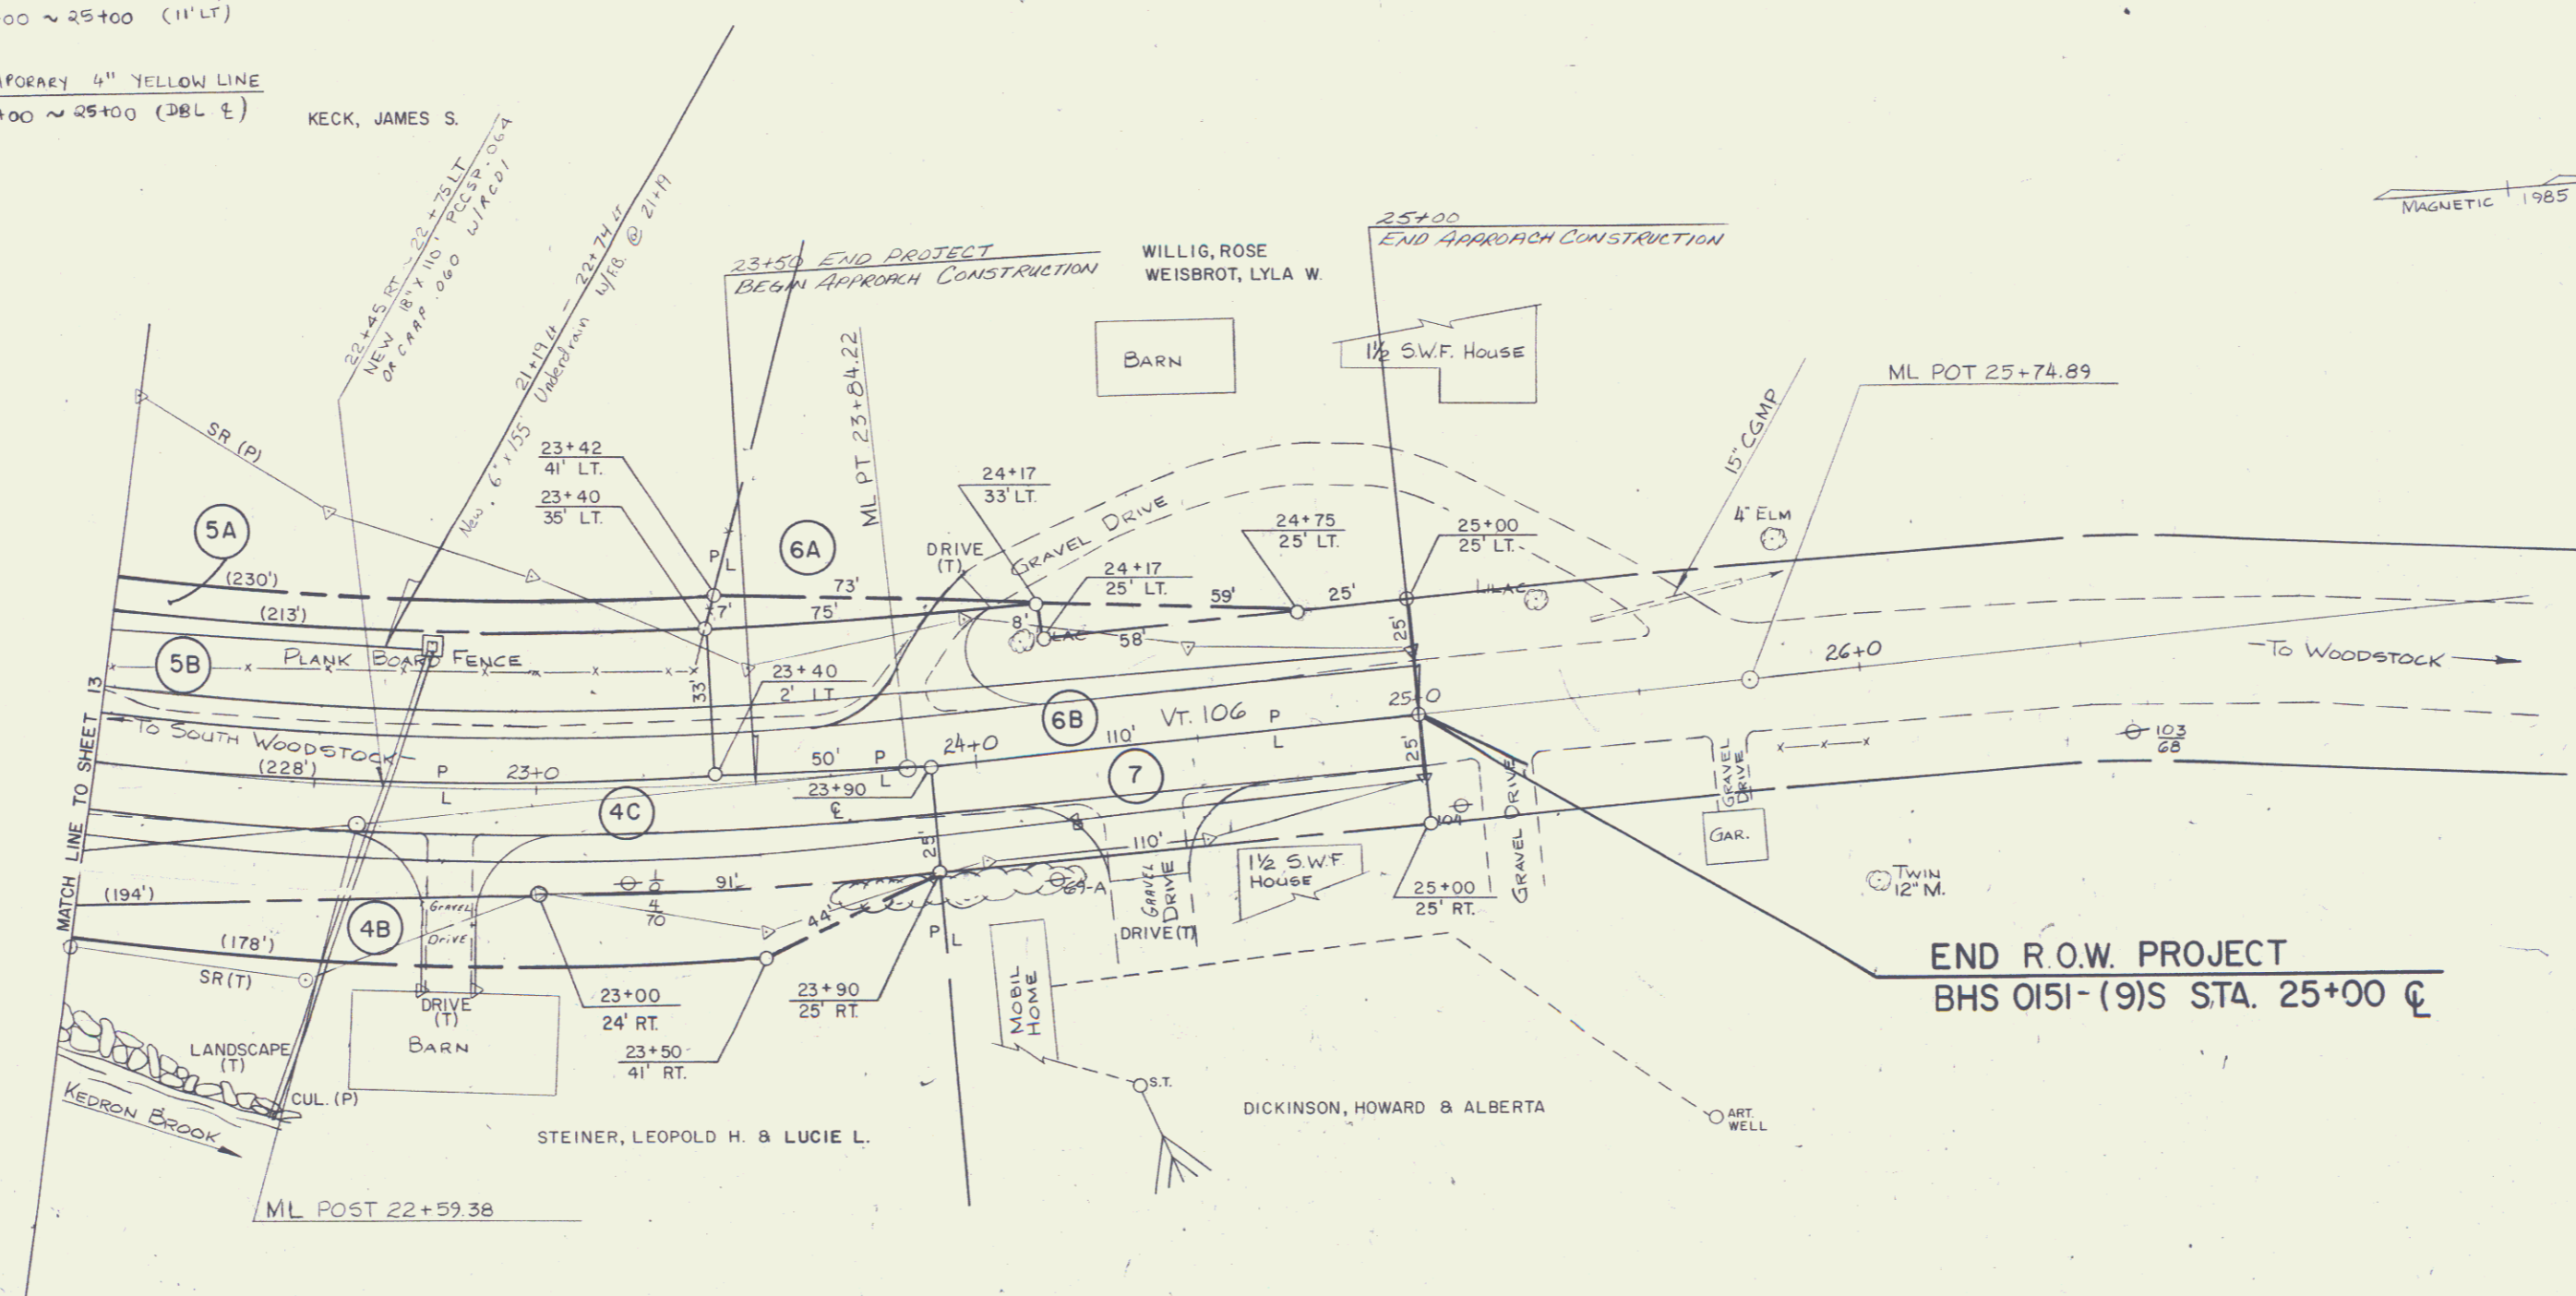 00 ~ 25+00 (11' LT)
PORARY 4" YELLOW LINE
+00 ~ 25+00 (DBL ℄)
KECK, JAMES S.
22+45 RT ~ 22+75 LT
NEW 18" X 110' PCCSP .064
OR CAAP .060 W/RCDI
21+19 Lt – 22+74 Lt
New 6" x 155' Underdrain W/F.B. @ 21+19
23+50 END PROJECT
BEGIN APPROACH CONSTRUCTION
WILLIG, ROSE
WEISBROT, LYLA W.
25+00
END APPROACH CONSTRUCTION
MAGNETIC 1985
BARN
1½ S.W.F. HOUSE
ML POT 25+74.89
ML PT 23+84.22
15" CGMP
SR (P)
23+42
41' LT.
23+40
35' LT.
24+17
33' LT.
GRAVEL DRIVE
24+75
25' LT.
25+00
25' LT.
4" ELM
5A
6A
P L
DRIVE
(T)
24+17
25' LT.
(230')
73'
59'
25'
LILAC
(213')
7'
75'
8'
LAC
58'
25'
5B
PLANK BOARD FENCE
33'
23+40
2' LT.
26+0
TO WOODSTOCK
TO SOUTH WOODSTOCK
6B
VT. 106
P
L
25+0
110'
(228')
P
L
23+0
50'
P
L
24+0
25'
103
68
MATCH LINE TO SHEET 13
4C
23+90
℄
7
GRAVEL DRIVE
GRAVEL DRIVE
GAR.
104
25'
110'
1½ S.W.F.
HOUSE
(194')
1
0
4
70
91'
69-A
GRAVEL DRIVE
25+00
25' RT.
TWIN
12" M.
4B
Gravel
Drive
44'
P L
DRIVE (T)
(178')
SR (T)
DRIVE
(T)
23+00
24' RT.
23+90
25' RT.
MOBIL HOME
END R.O.W. PROJECT
BHS 0151-(9)S STA. 25+00 ℄
LANDSCAPE
(T)
BARN
23+50
41' RT.
S.T.
KEDRON BROOK
CUL. (P)
DICKINSON, HOWARD & ALBERTA
ART.
WELL
STEINER, LEOPOLD H. & LUCIE L.
ML POST 22+59.38